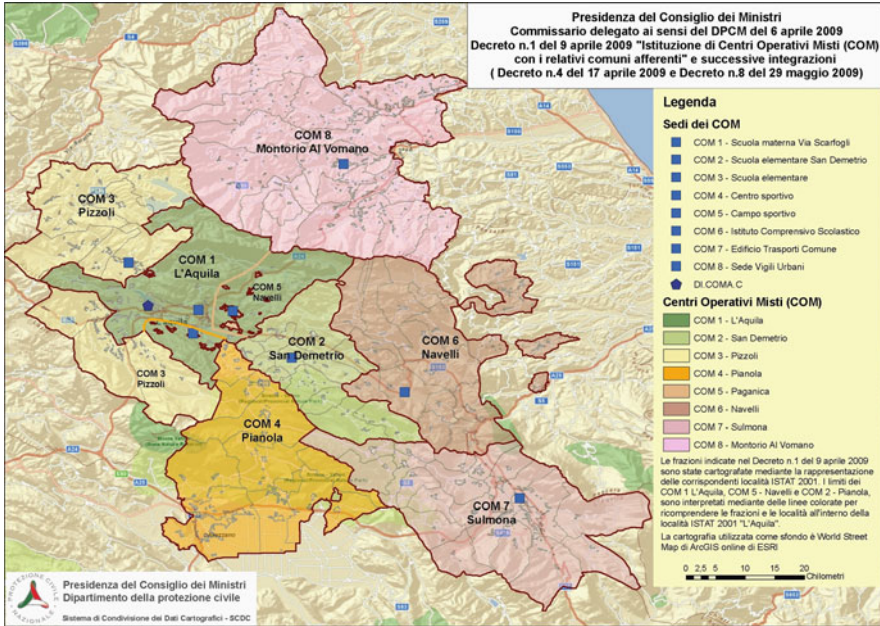 Presidenza del Consiglio dei Ministri
Commissario delegato ai sensi del DPCM del 6 aprile 2009
Decreto n.1 del 9 aprile 2009 "Istituzione di Centri Operativi Misti (COM)
con i relativi comuni afferenti" e successive integrazioni
( Decreto n.4 del 17 aprile 2009 e Decreto n.8 del 29 maggio 2009)
Legenda
Sedi dei COM
COM 1 - Scuola materna Via Scarfogli
COM 2 - Scuola elementare San Demetrio
COM 3 - Scuola elementare
COM 4 - Centro sportivo
COM 5 - Campo sportivo
COM 6 - Istituto Comprensivo Scolastico
COM 7 - Edificio Trasporti Comune
COM 8 - Sede Vigili Urbani
DI.COMA.C
Centri Operativi Misti (COM)
COM 1 - L'Aquila
COM 2 - San Demetrio
COM 3 - Pizzoli
COM 4 - Pianola
COM 5 - Paganica
COM 6 - Navelli
COM 7 - Sulmona
COM 8 - Montorio Al Vomano
Le frazioni indicate nel Decreto n.1 del 9 aprile 2009
sono state cartografate mediante la rappresentazione
delle corrispondenti località ISTAT 2001. I limiti dei
COM 1 L'Aquila, COM 5 - Navelli e COM 2 - Pianola,
sono interpretati mediante delle linee colorate per
ricomprendere le frazioni e le località all'interno della
località ISTAT 2001 "L'Aquila".
La cartografia utilizzata come sfondo è World Street
Map di ArcGIS online di ESRI
0 2,5 5 10 15 20
Chilometri
COM 8
Montorio Al Vomano
COM 3
Pizzoli
COM 1
L'Aquila
COM 5
Navelli
COM 2
San Demetrio
COM 6
Navelli
COM 3
Pizzoli
COM 4
Pianola
COM 7
Sulmona
PROTEZIONE CIVILE
NAZIONALE
Presidenza del Consiglio dei Ministri
Dipartimento della protezione civile
Sistema di Condivisione dei Dati Cartografici - SCDC